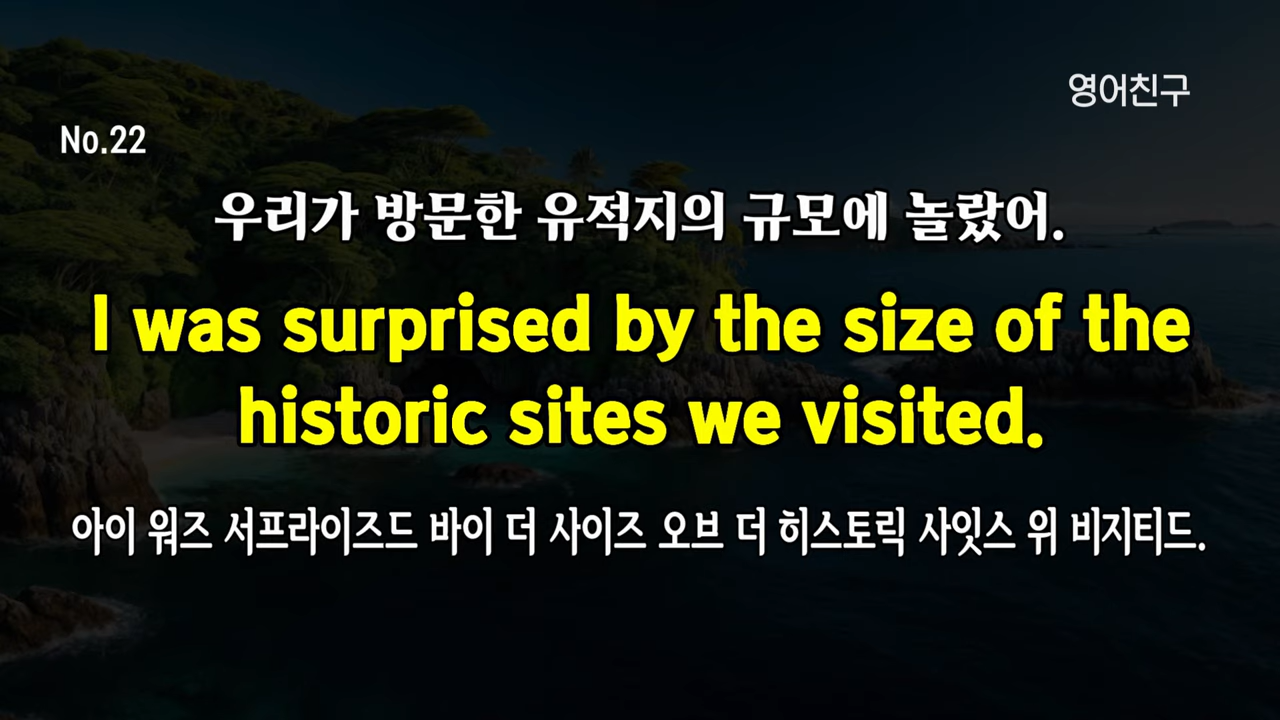 영어친구
No.22
우리가 방문한 유적지의 규모에 놀랐어.
I was surprised by the size of the
historic sites we visited.
아이 워즈 서프라이즈드 바이 더 사이즈 오브 더 히스토릭 사잇스 위 비지티드.